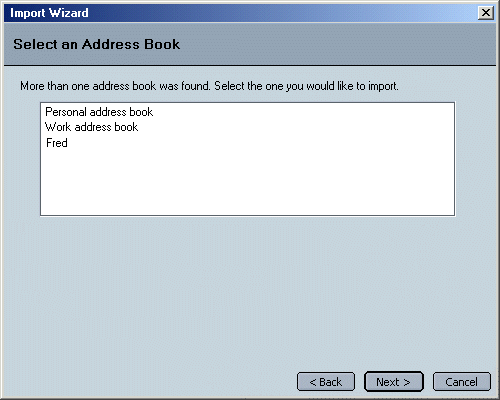 Import Wizard
Select an Address Book
More than one address book was found. Select the one you would like to import.
Personal address book
Work address book
Fred
< Back
Next >
Cancel